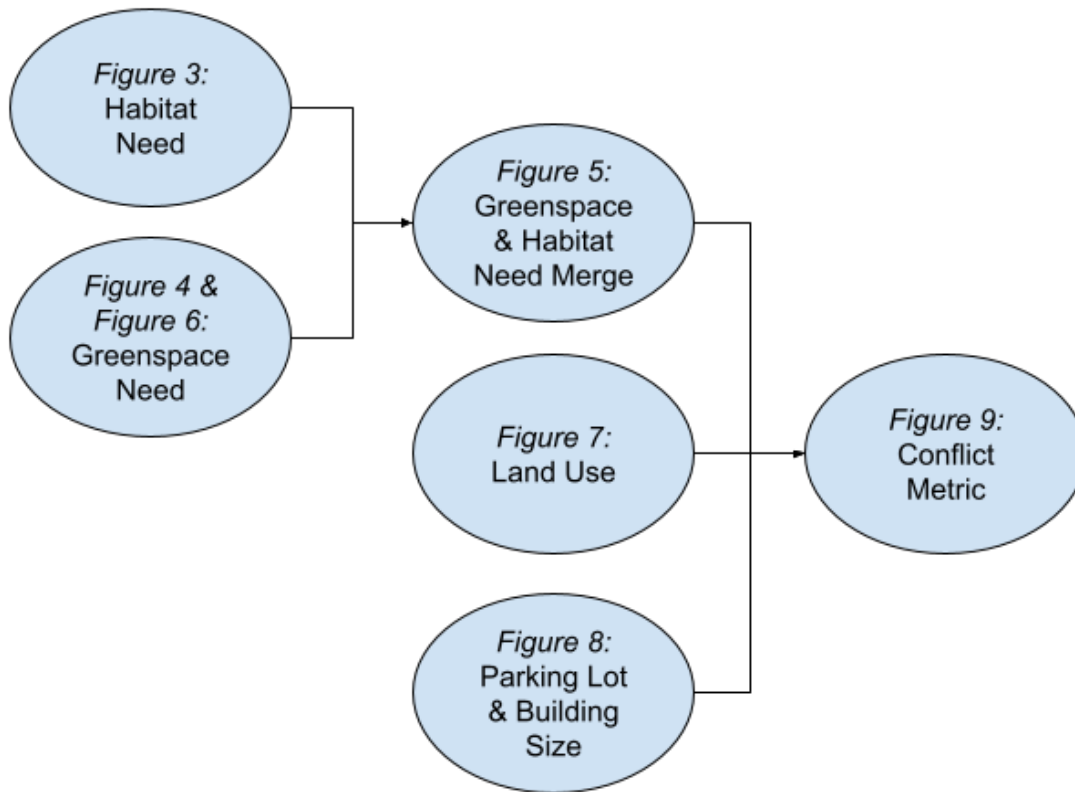 Figure 3:
Habitat
Need
Figure 4 &
Figure 6:
Greenspace
Need
Figure 5:
Greenspace
& Habitat
Need Merge
Figure 7:
Land Use
Figure 8:
Parking Lot
& Building
Size
Figure 9:
Conflict
Metric